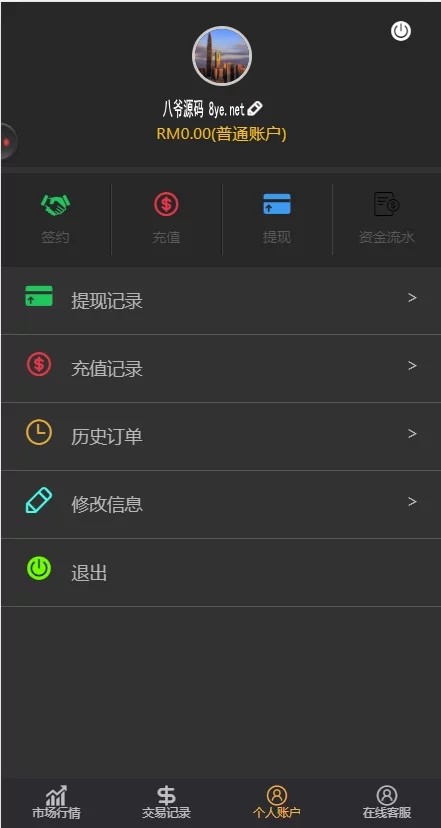 八爷源码 8ye.net
RM0.00(普通账户)
签约 充值 提现 资金流水
提现记录 >
充值记录 >
历史订单 >
修改信息 >
退出
市场行情 交易记录 个人账户 在线客服